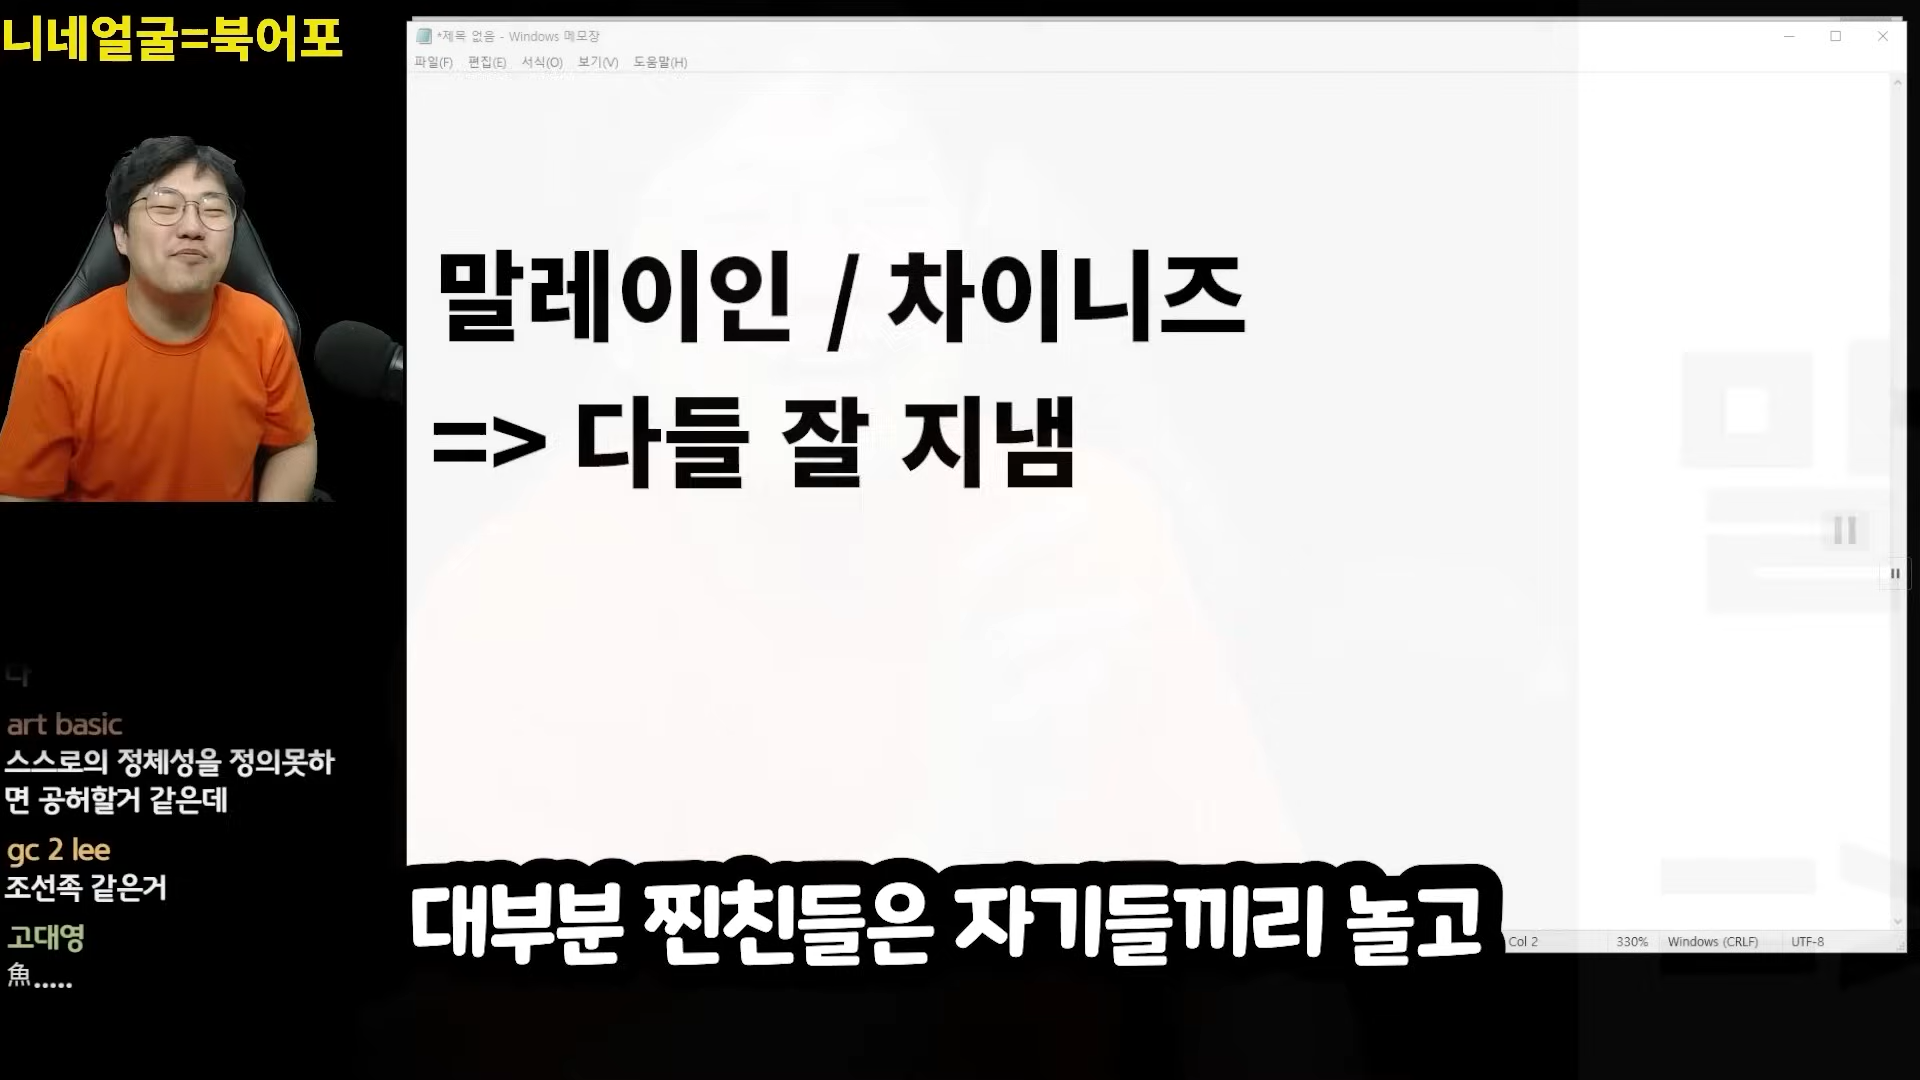 니네얼굴=북어포
*제목 없음 - Windows 메모장
파일(F) 편집(E) 서식(O) 보기(V) 도움말(H)
말레이인 / 차이니즈
=> 다들 잘 지냄
다
art basic
스스로의 정체성을 정의못하
면 공허할거 같은데
gc 2 lee
조선족 같은거
고대영
魚.....
대부분 찐친들은 자기들끼리 놀고
Col 2 330% Windows (CRLF) UTF-8